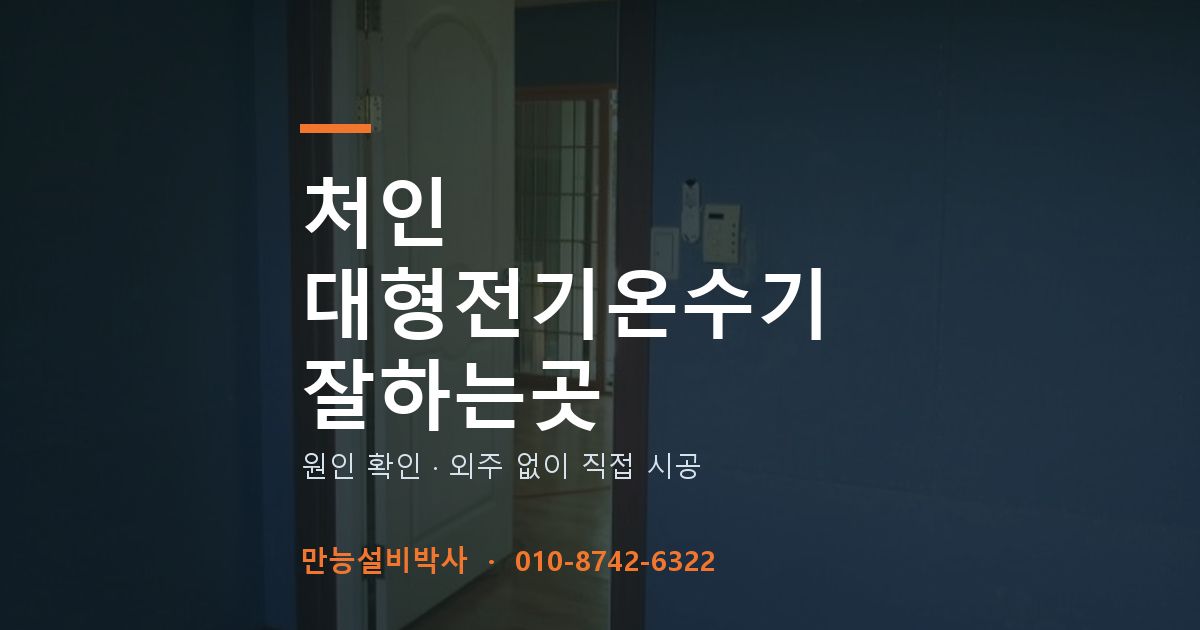 처인
대형전기온수기
잘하는곳
원인 확인 · 외주 없이 직접 시공
만능설비박사 · 010-8742-6322